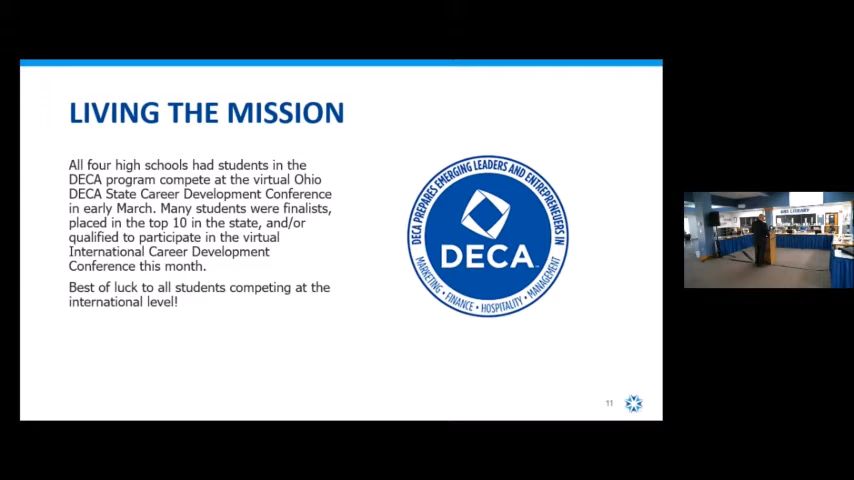 LIVING THE MISSION
All four high schools had students in the
DECA program compete at the virtual Ohio
DECA State Career Development Conference
in early March. Many students were finalists,
placed in the top 10 in the state, and/or
qualified to participate in the virtual
International Career Development
Conference this month.
Best of luck to all students competing at the
international level!
DECA PREPARES EMERGING LEADERS AND ENTREPRENEURS IN
DECA
MARKETING • FINANCE • HOSPITALITY • MANAGEMENT
11